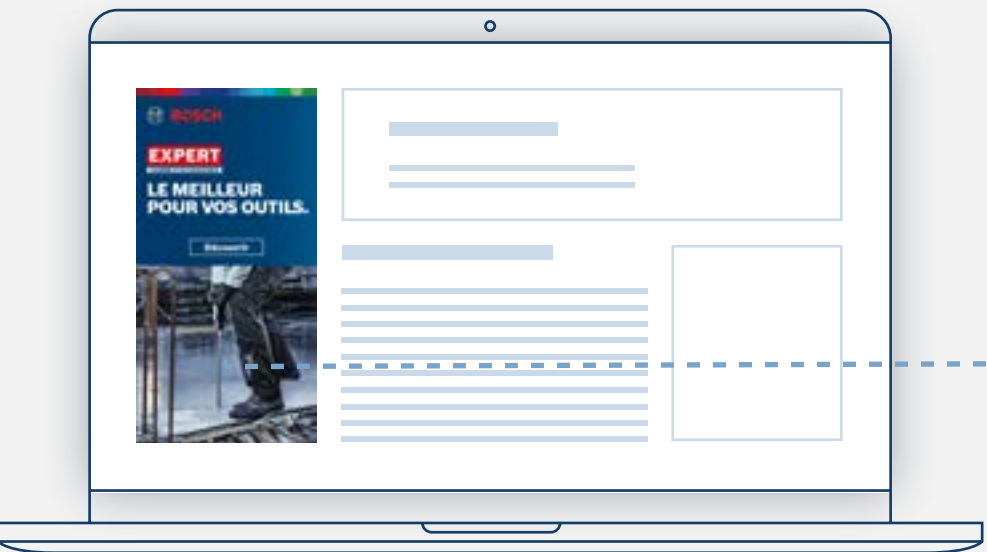 BOSCH
EXPERT
LE MEILLEUR
POUR VOS OUTILS.
Découvrir